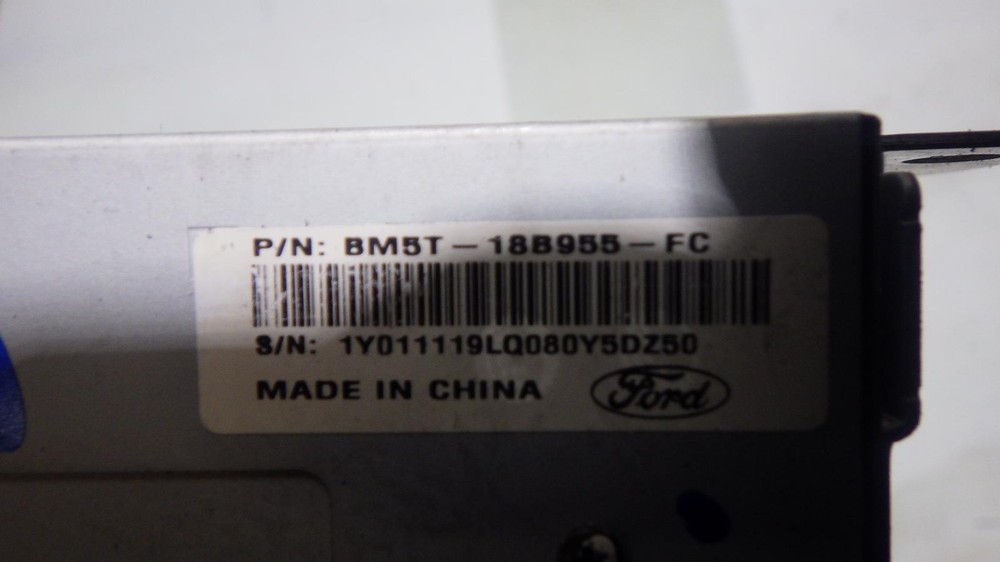 P/N: BM5T-18B955-FC
S/N: 1Y011119LQ080Y5DZ50
MADE IN CHINA Ford